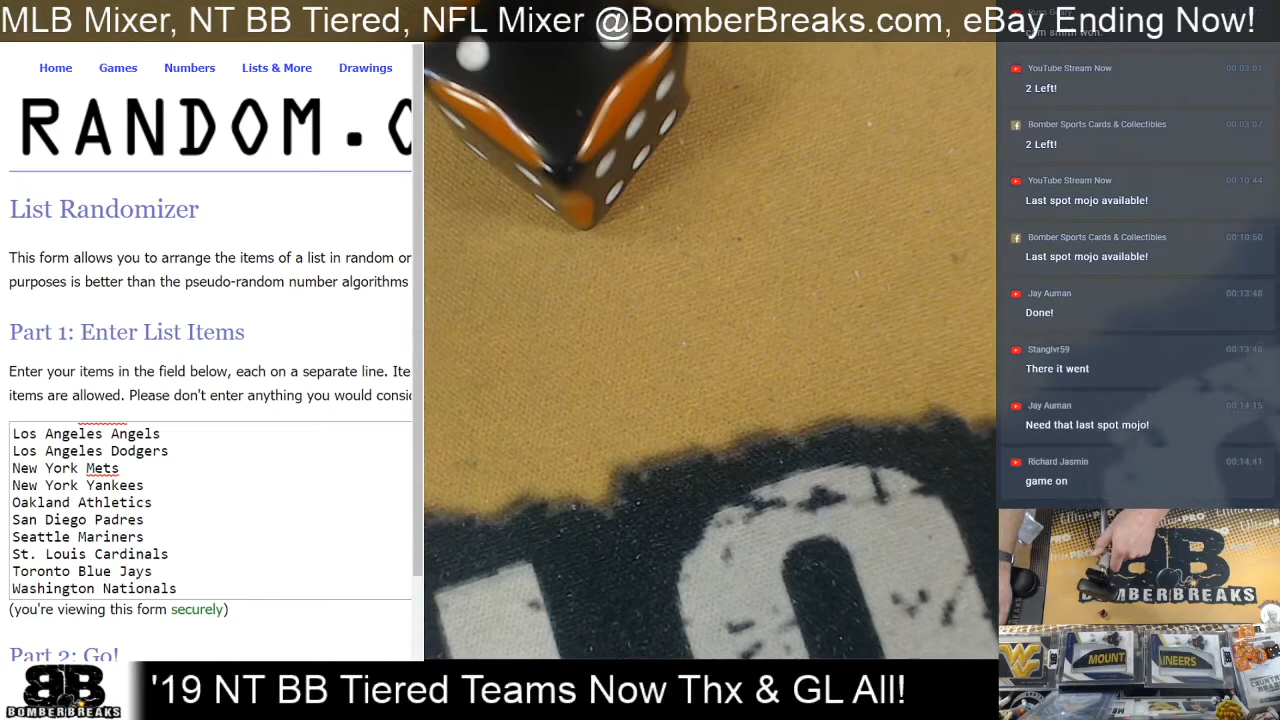 MLB Mixer, NT BB Tiered, NFL Mixer @BomberBreaks.com, eBay Ending Now!
Home Games Numbers Lists & More Drawings
RANDOM.
List Randomizer
This form allows you to arrange the items of a list in random or
purposes is better than the pseudo-random number algorithms
Part 1: Enter List Items
Enter your items in the field below, each on a separate line. Ite
items are allowed. Please don't enter anything you would consi
Los Angeles Angels
Los Angeles Dodgers
New York Mets
New York Yankees
Oakland Athletics
San Diego Padres
Seattle Mariners
St. Louis Cardinals
Toronto Blue Jays
Washington Nationals
(you're viewing this form securely)
Part 2: Go!
cam smith won.
YouTube Stream Now 00:03:01
2 Left!
Bomber Sports Cards & Collectibles 00:03:07
2 Left!
YouTube Stream Now 00:10:44
Last spot mojo available!
Bomber Sports Cards & Collectibles 00:10:50
Last spot mojo available!
Jay Auman 00:13:48
Done!
Stanglvr59 00:13:48
There it went
Jay Auman 00:14:15
Need that last spot mojo!
Richard Jasmin 00:14:41
game on
BB
BOMBERBREAKS
MOUNT
INEERS
BB
BOMBERBREAKS
'19 NT BB Tiered Teams Now Thx & GL All!